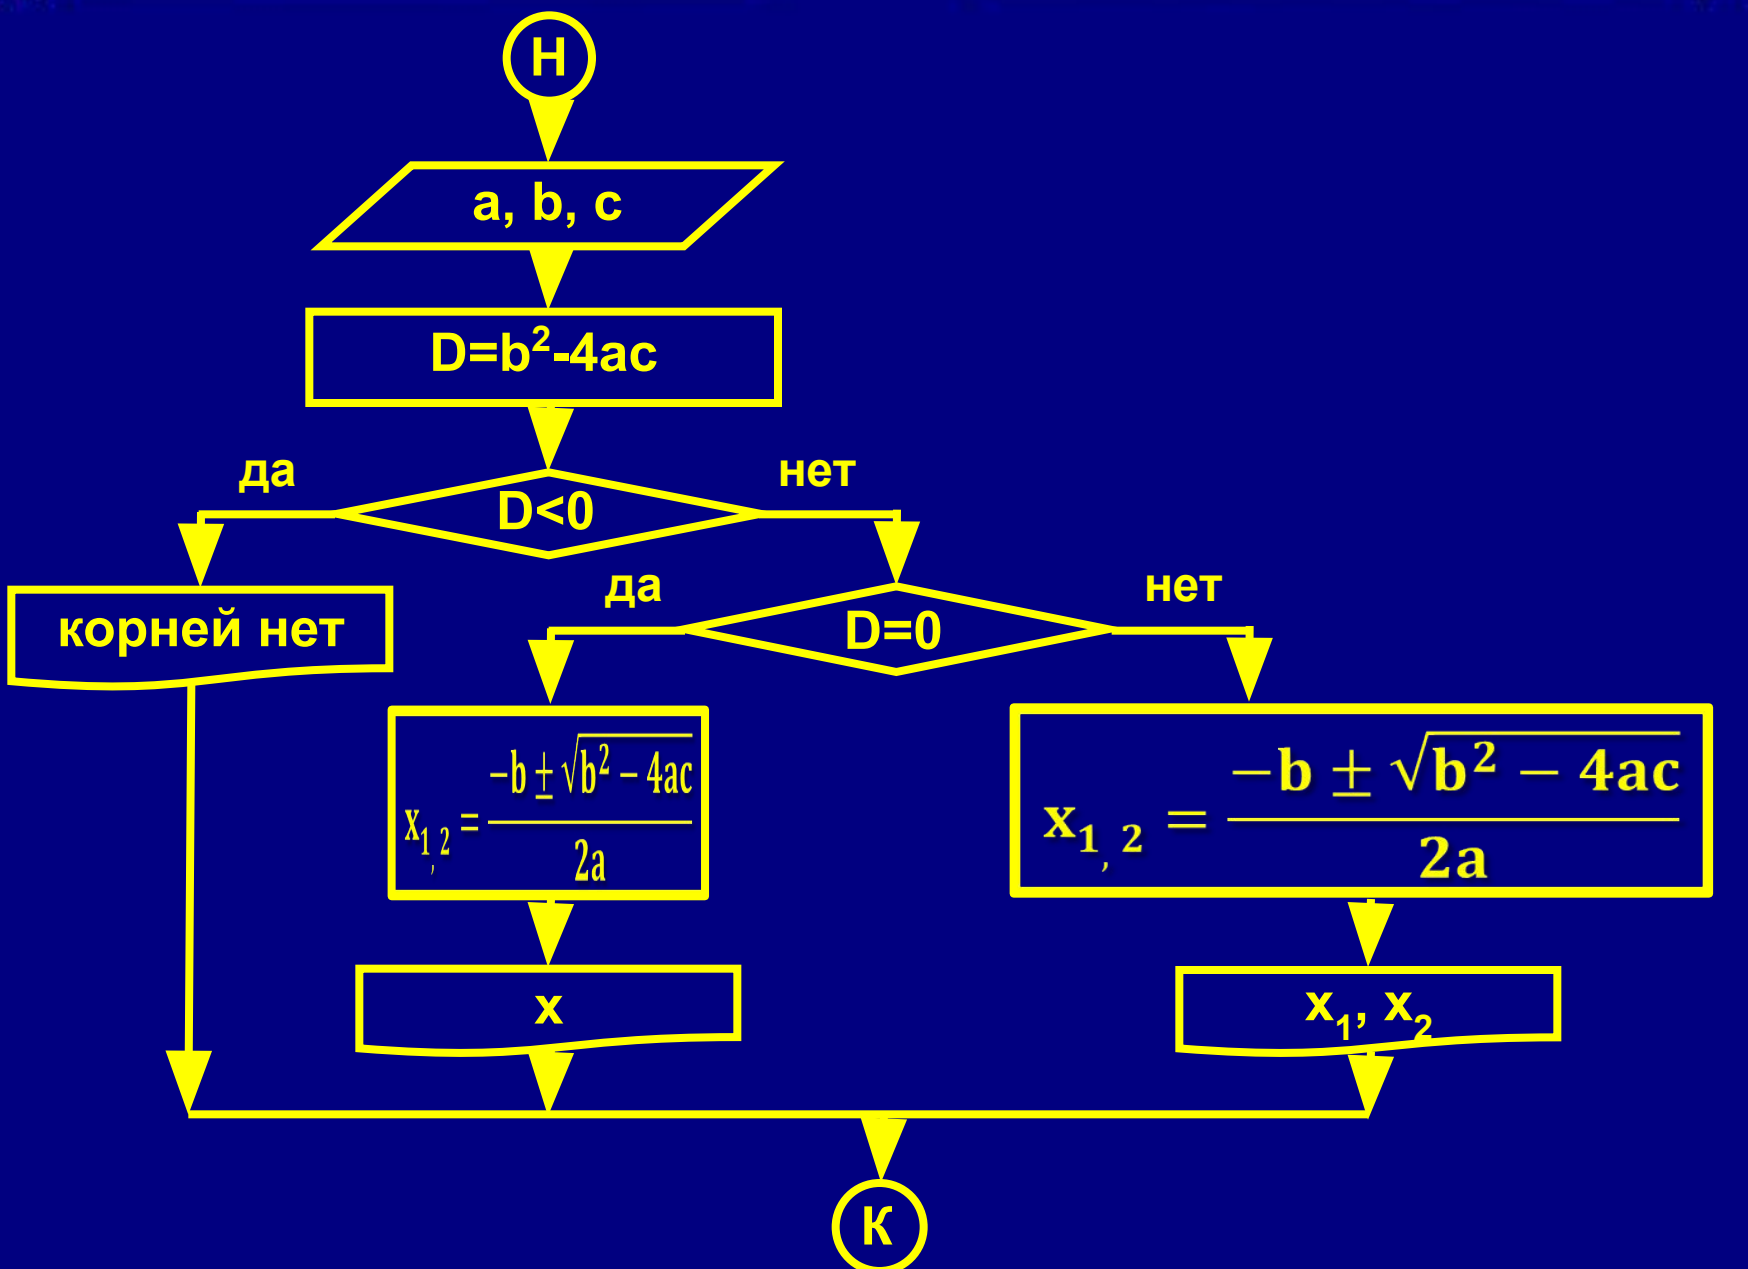 Н
a, b, c
D=b²-4ac
да
нет
D<0
да
нет
корней нет
D=0
x₁,₂ = (−b ± √(b² − 4ac)) / 2a
x₁,₂ = (−b ± √(b² − 4ac)) / 2a
x
x₁, x₂
К